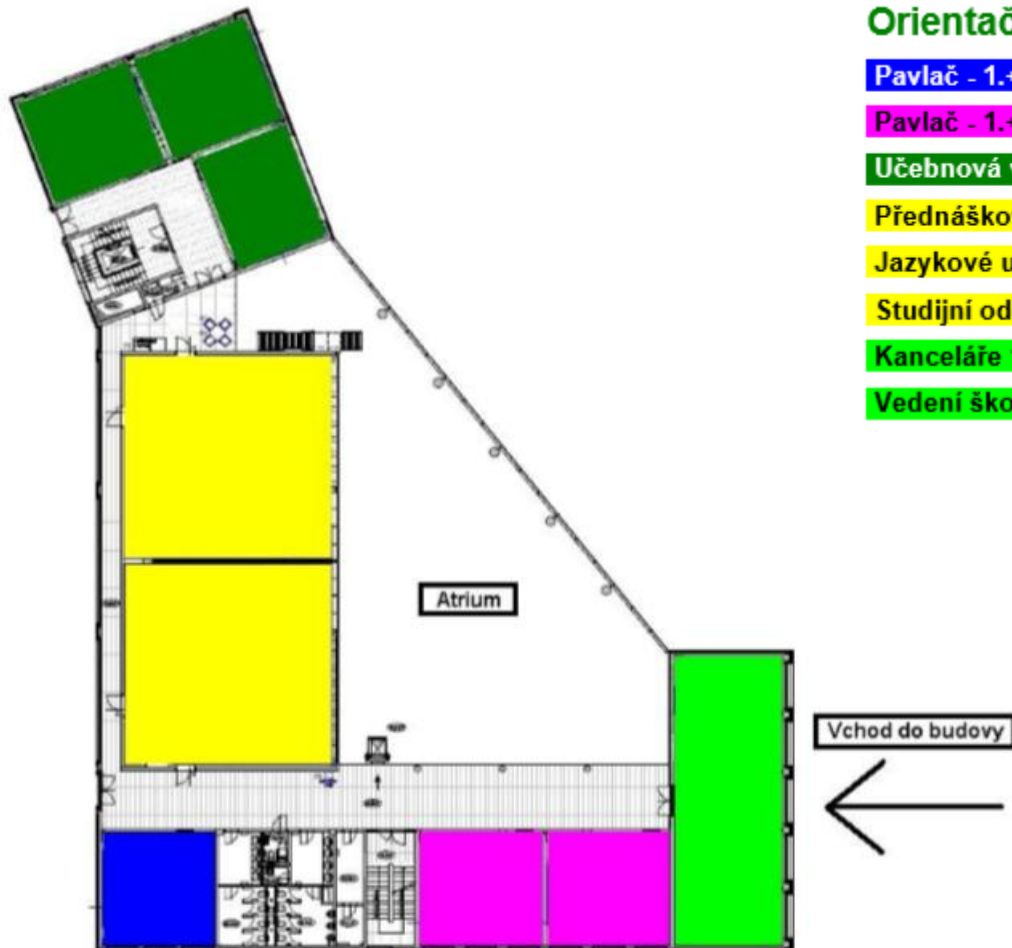 Orientač
Pavlač - 1.+
Pavlač - 1.+
Učebnová v
Přednáško
Jazykové u
Studijní od
Kanceláře
Vedení ško
Atrium
Vchod do budovy